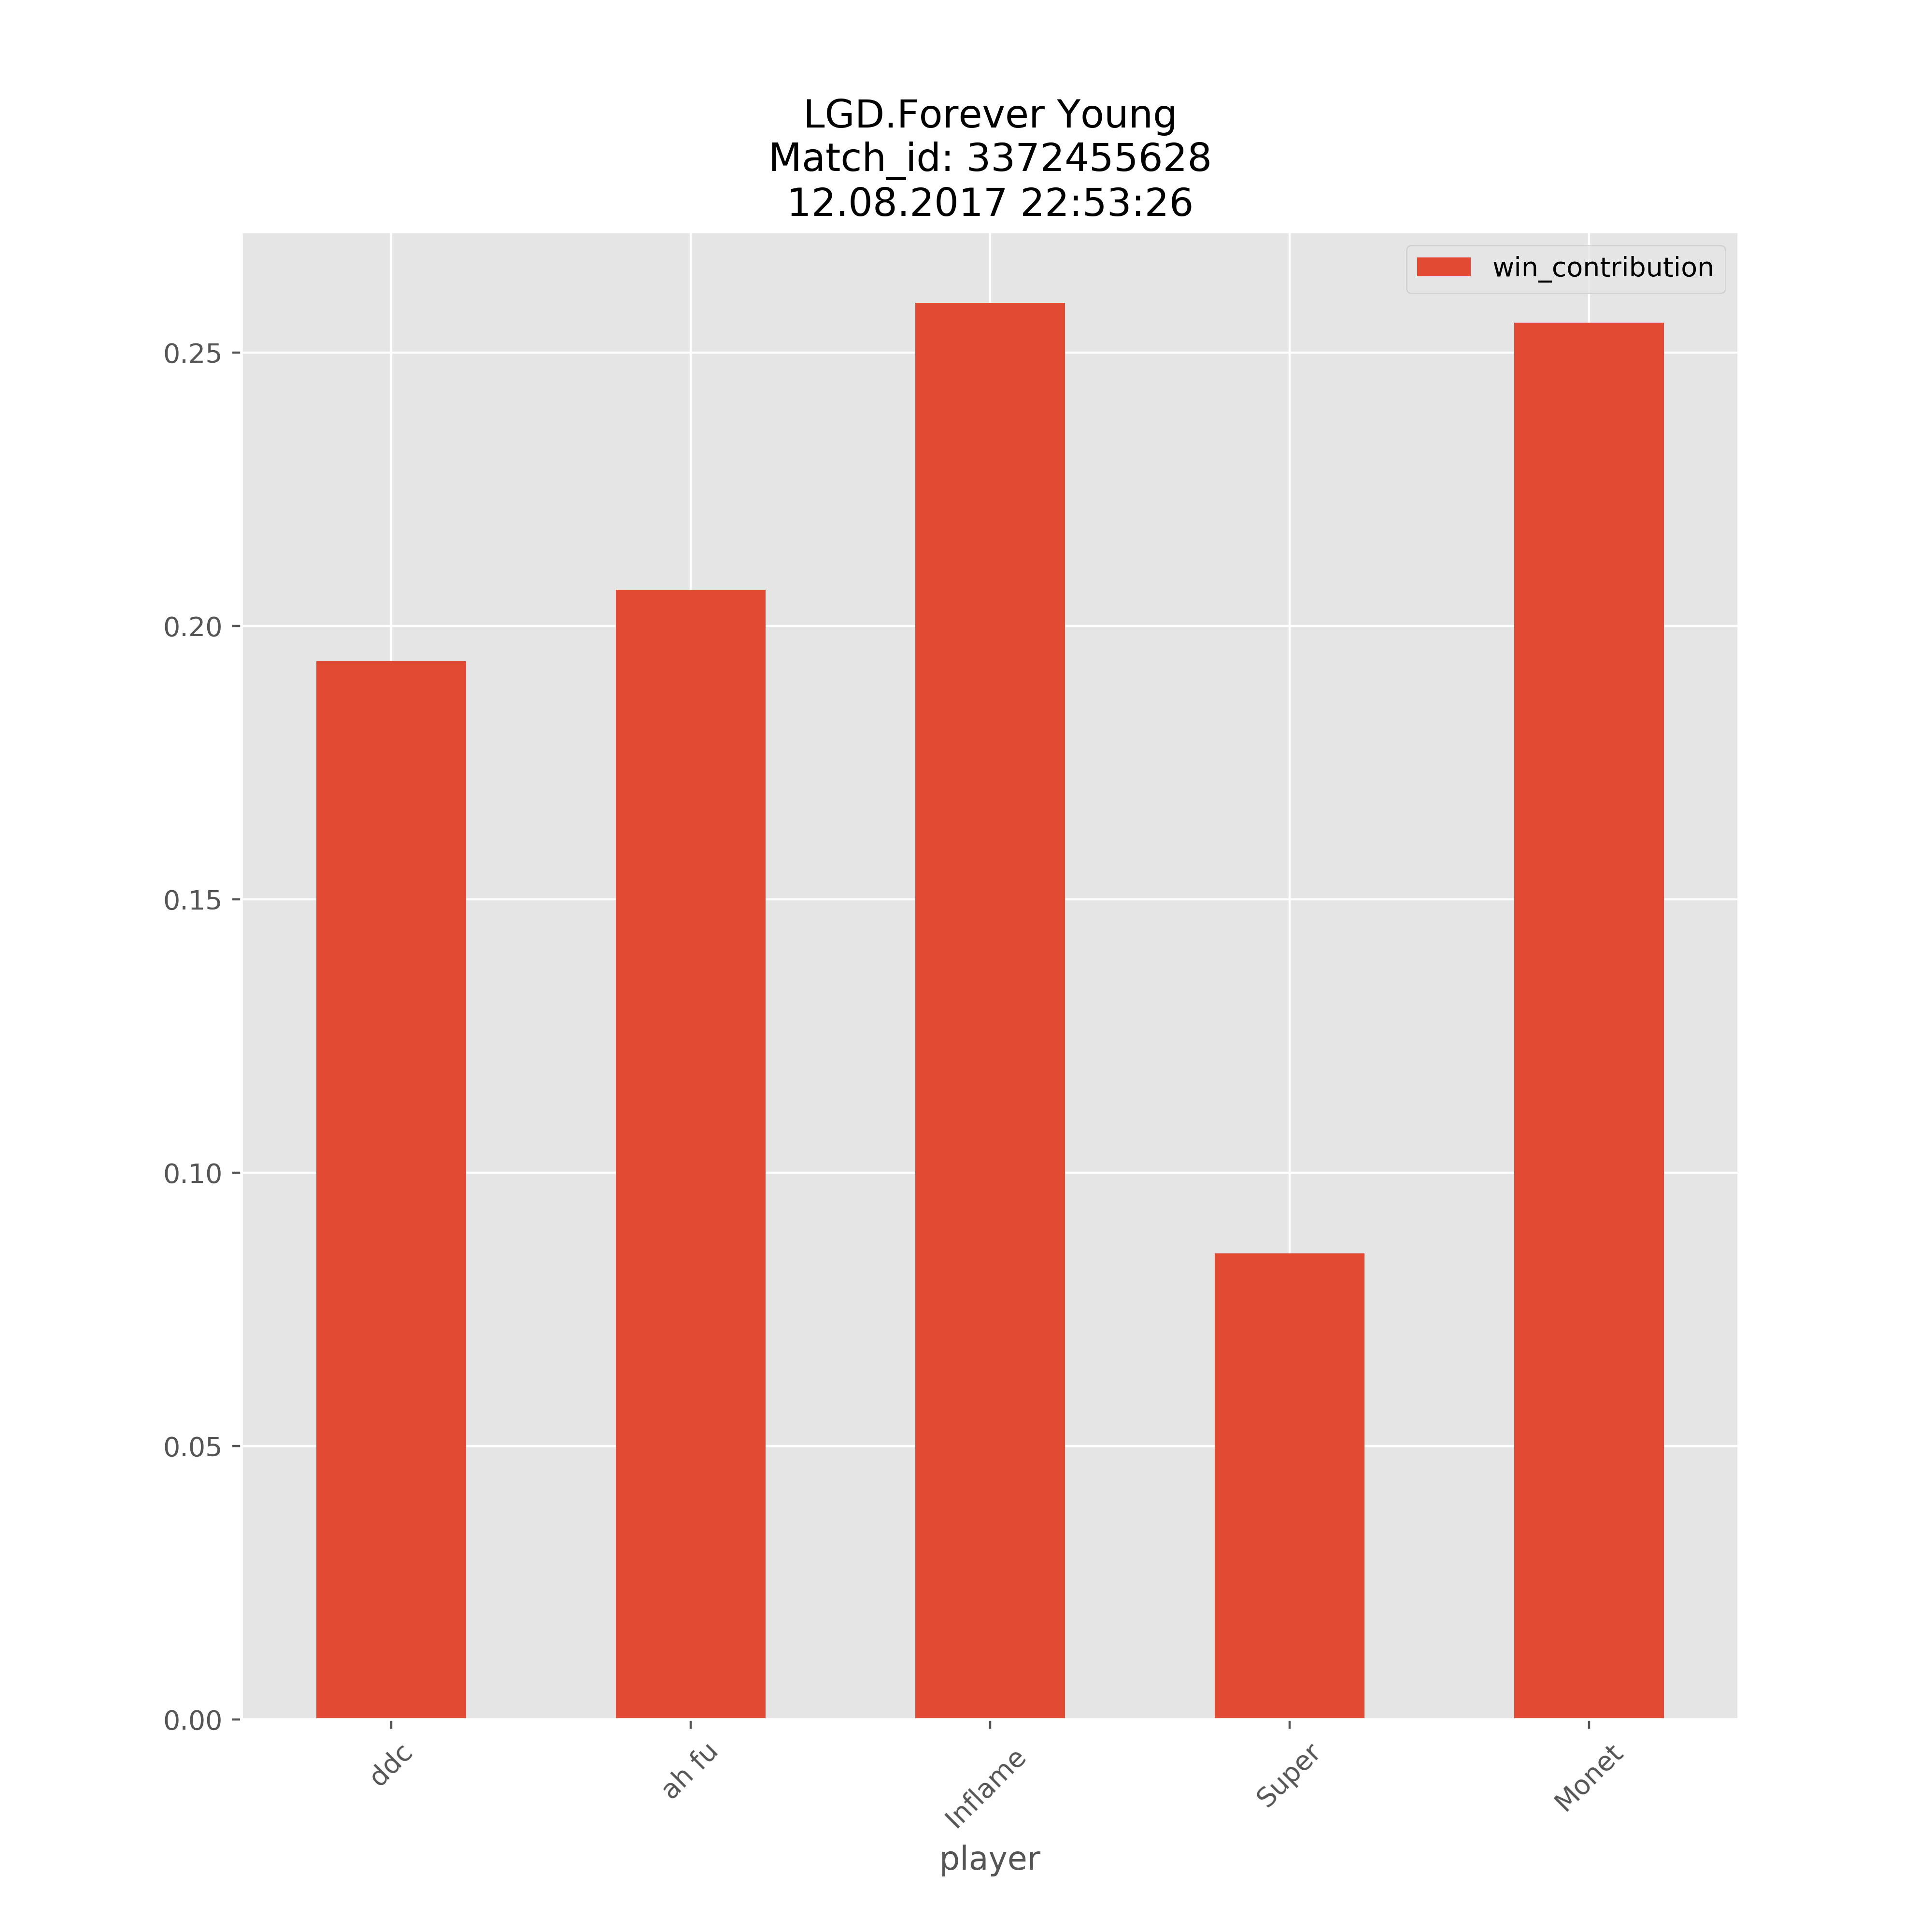 LGD.Forever Young
Match_id: 3372455628
12.08.2017 22:53:26
win_contribution
0.25
0.20
0.15
0.10
0.05
0.00
ddc
ah fu
Inflame
Super
Monet
player